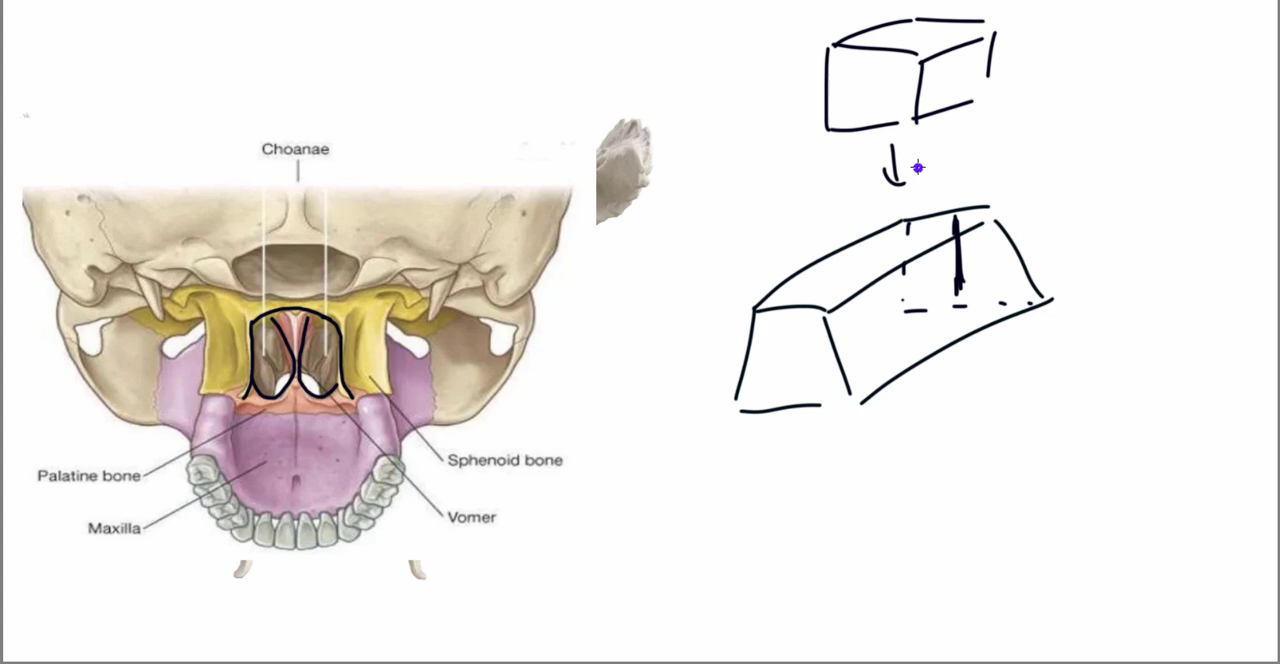 Choanae
Palatine bone
Sphenoid bone
Vomer
Maxilla